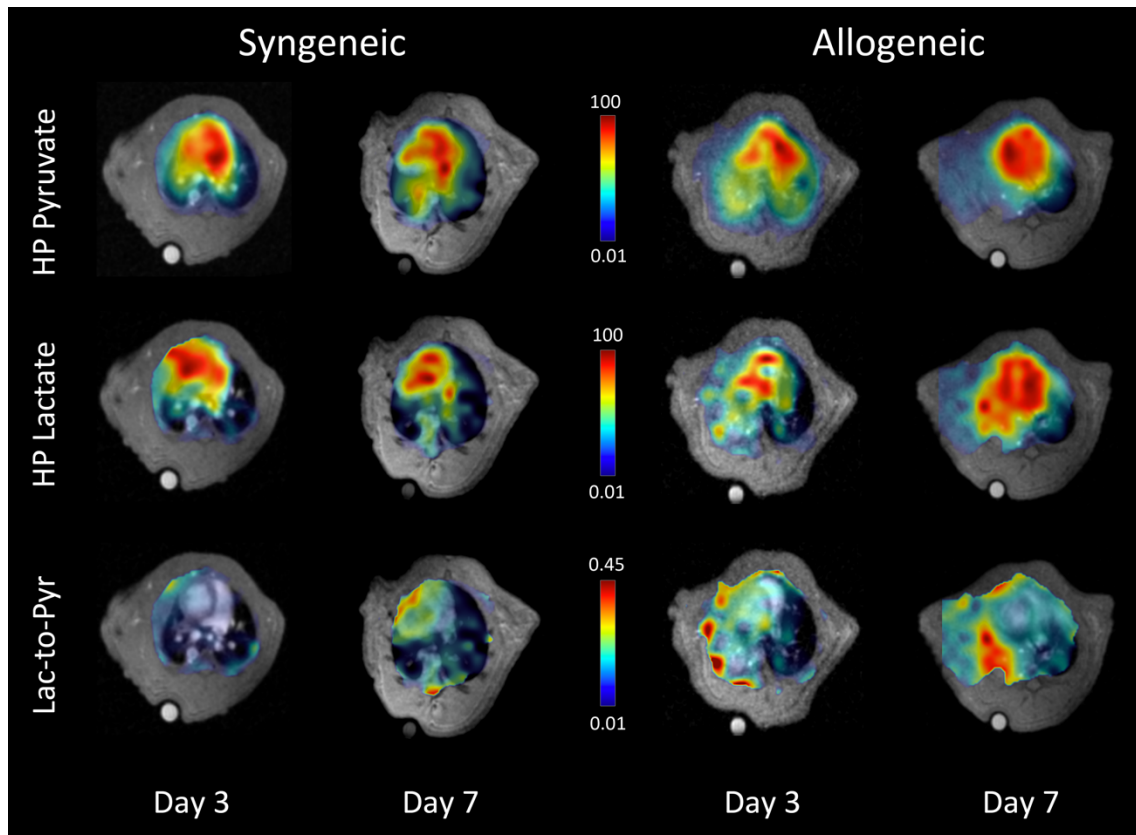 Syngeneic
Allogeneic
HP Pyruvate
100
0.01
HP Lactate
100
0.01
Lac-to-Pyr
0.45
0.01
Day 3
Day 7
Day 3
Day 7